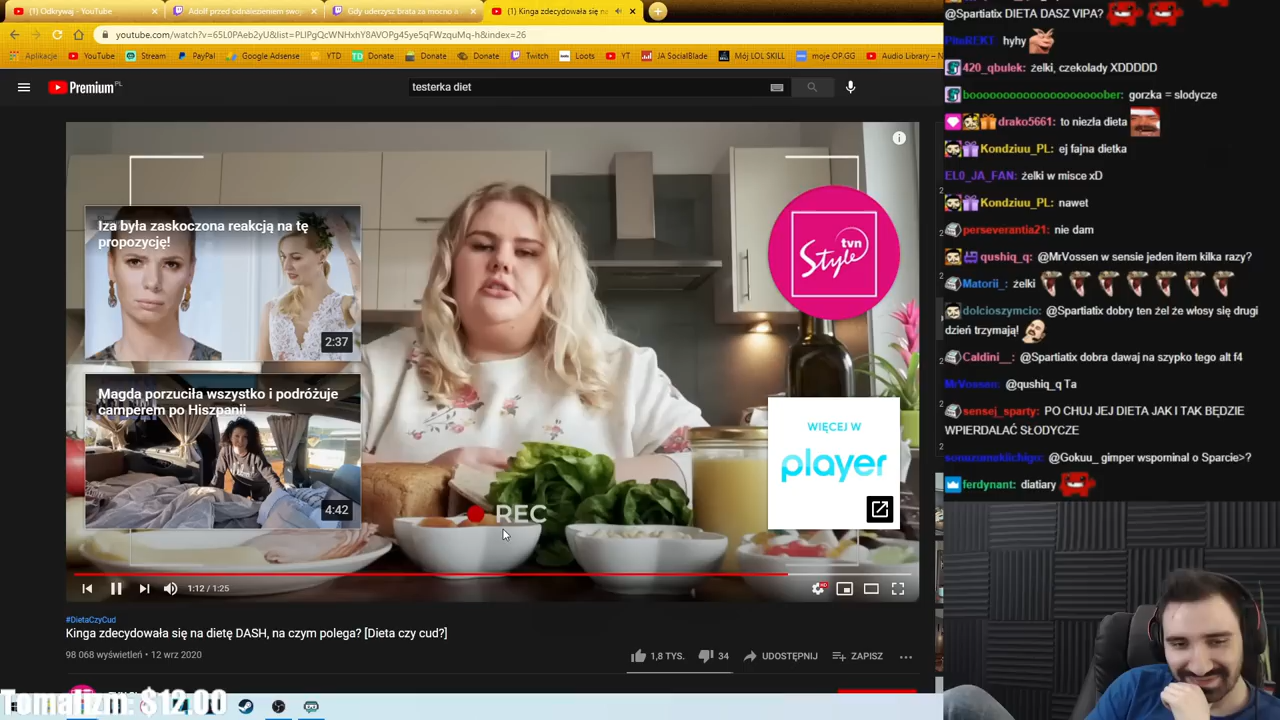 (1) Odkrywaj - YouTube
Adolf przed odnalezieniem swoj
Gdy uderzysz brata za mocno a
(1) Kinga zdecydowała się na
youtube.com/watch?v=65L0PAeb2yU&list=PLlPgQcWNHxhY8AVOPg45ye5qFWzquMq-h&index=26
Aplikacje
YouTube
Stream
PayPal
Google Adsense
YTD
Donate
Donate
Donate
Twitch
Loots
YT
JA SocialBlade
Mój LOL SKILL
moje OP.GG
Audio Library –
Premium PL
testerka diet
Iza była zaskoczona reakcją na tę
propozycję!
2:37
Magda porzuciła wszystko i podróżuje
camperem po Hiszpanii
4:42
tvn
Style
WIĘCEJ W
player
REC
1:12 / 1:25
HD
#DietaCzyCud
Kinga zdecydowała się na dietę DASH, na czym polega? [Dieta czy cud?]
98 068 wyświetleń • 12 wrz 2020
1,8 TYS.
34
UDOSTĘPNIJ
ZAPISZ
Tomalizn: $12.00
@Spartiatix DIETA DASZ VIPA?
PitoREKT hyhy
420_qbulek: żelki, czekolady XDDDDD
gorzka = slodycze
drako5661: to niezła dieta
Kondziuu_PL: ej fajna dietka
EL0_JA_FAN: żelki w misce xD
Kondziuu_PL: nawet
perseverantia21: nie dam
qushiq_q: @MrVossen w sensie jeden item kilka razy?
Matorii_: żelki
dolcioszymcio: @Spartiatix dobry ten żel że włosy się drugi
dzień trzymają!
Caldini__: @Spartiatix dobra dawaj na szypko tego alt f4
MrVossen: @qushiq_q Ta
sensej_sparty: PO CHUJ JEJ DIETA JAK I TAK BĘDZIE
WPIERDALAĆ SŁODYCZE
@Gokuu_ gimper wspominał o Sparcie>?
ferdynant: diatiary